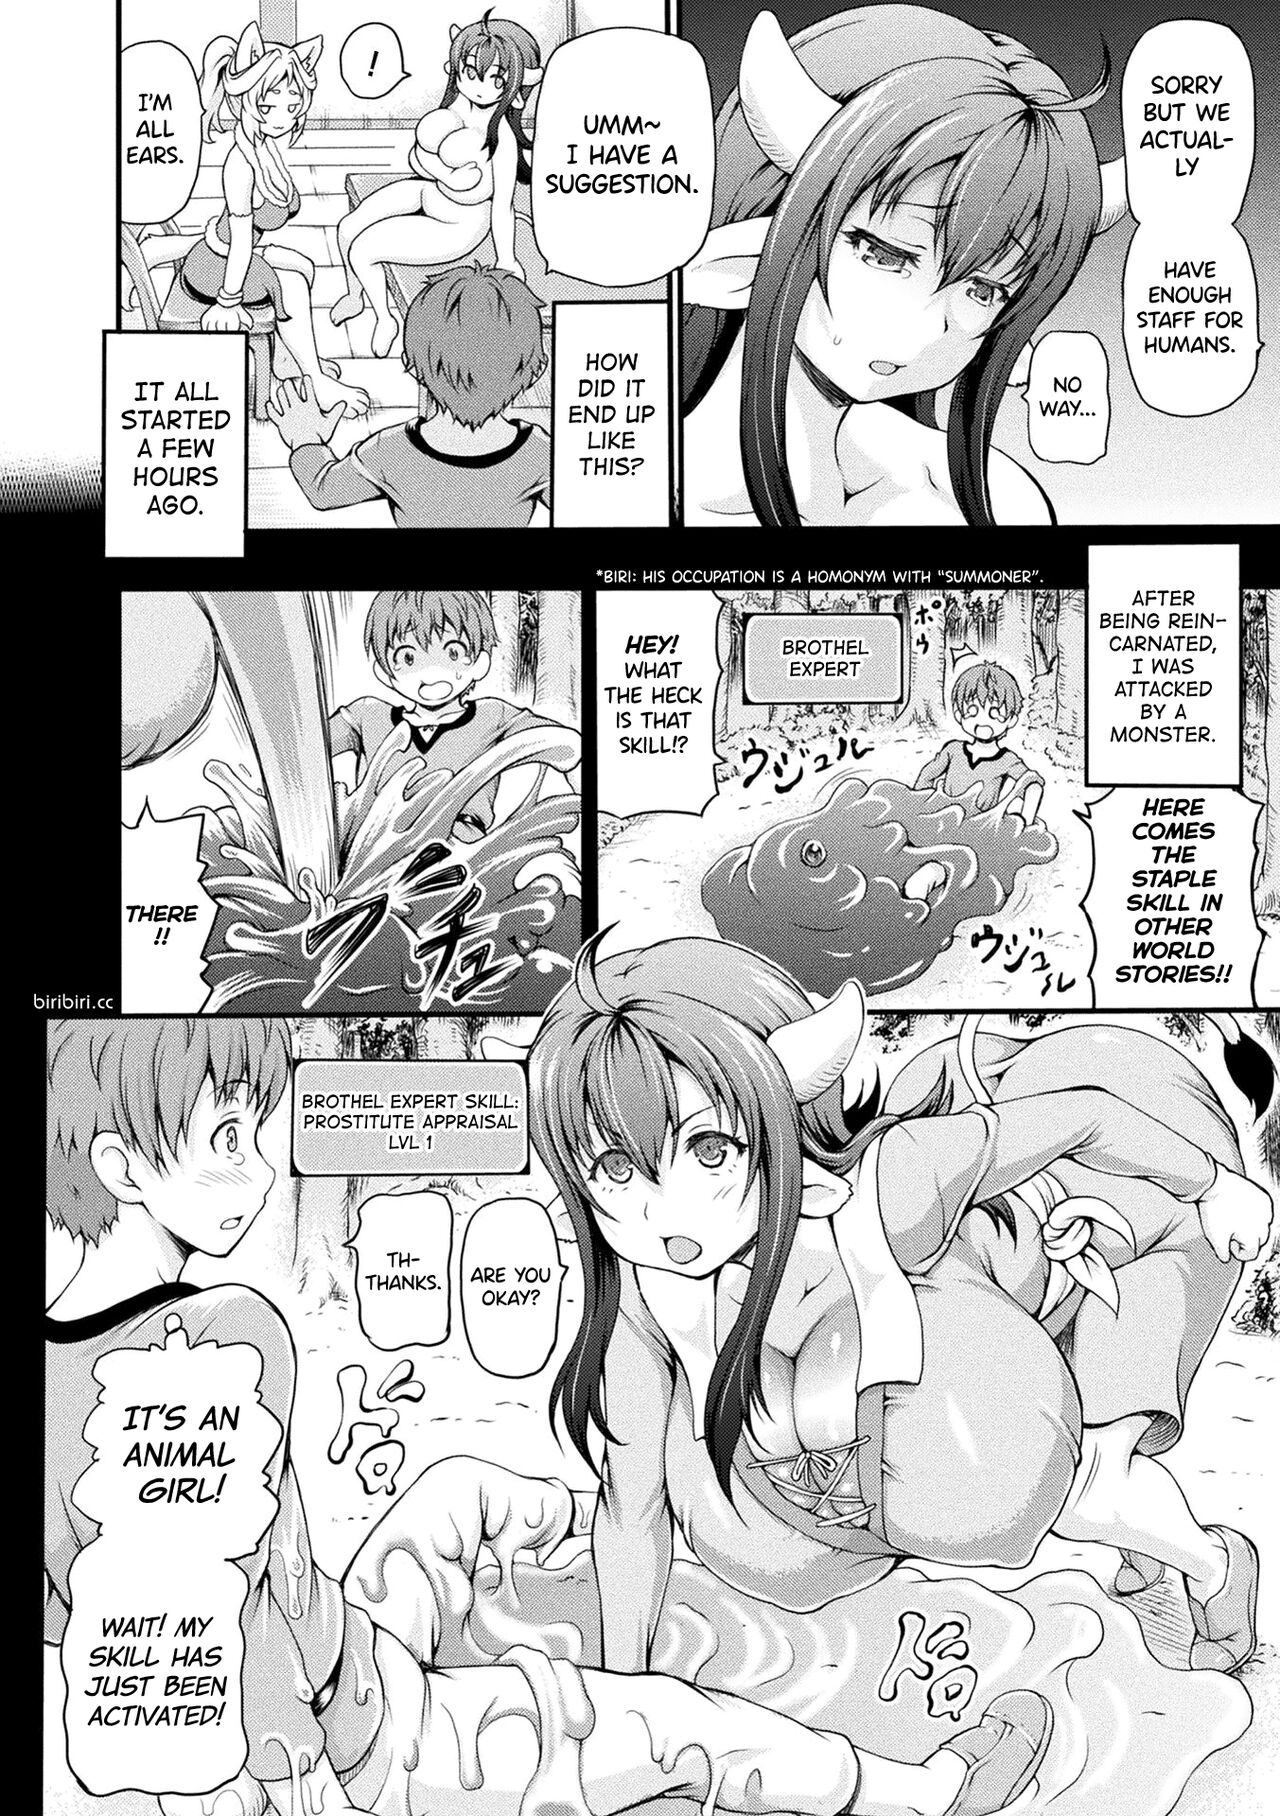 SORRY
BUT WE
ACTUAL-
LY
HAVE
ENOUGH
STAFF FOR
HUMANS.
NO
WAY...
UMM~
I HAVE A
SUGGESTION.
!
I'M
ALL
EARS.
HOW
DID IT
END UP
LIKE
THIS?
IT ALL
STARTED
A FEW
HOURS
AGO.
*BIRI: HIS OCCUPATION IS A HOMONYM WITH “SUMMONER”.
AFTER
BEING REIN-
CARNATED,
I WAS
ATTACKED
BY A
MONSTER.
HERE
COMES
THE
STAPLE
SKILL IN
OTHER
WORLD
STORIES!!
ポゥ
BROTHEL
EXPERT
HEY!
WHAT
THE HECK
IS THAT
SKILL!?
ウジュル
ウジュル
THERE
!!
ブチュ
biribiri.cc
BROTHEL EXPERT SKILL:
PROSTITUTE APPRAISAL
LVL 1
ARE YOU
OKAY?
TH-
THANKS.
IT'S AN
ANIMAL
GIRL!
WAIT! MY
SKILL HAS
JUST BEEN
ACTIVATED!